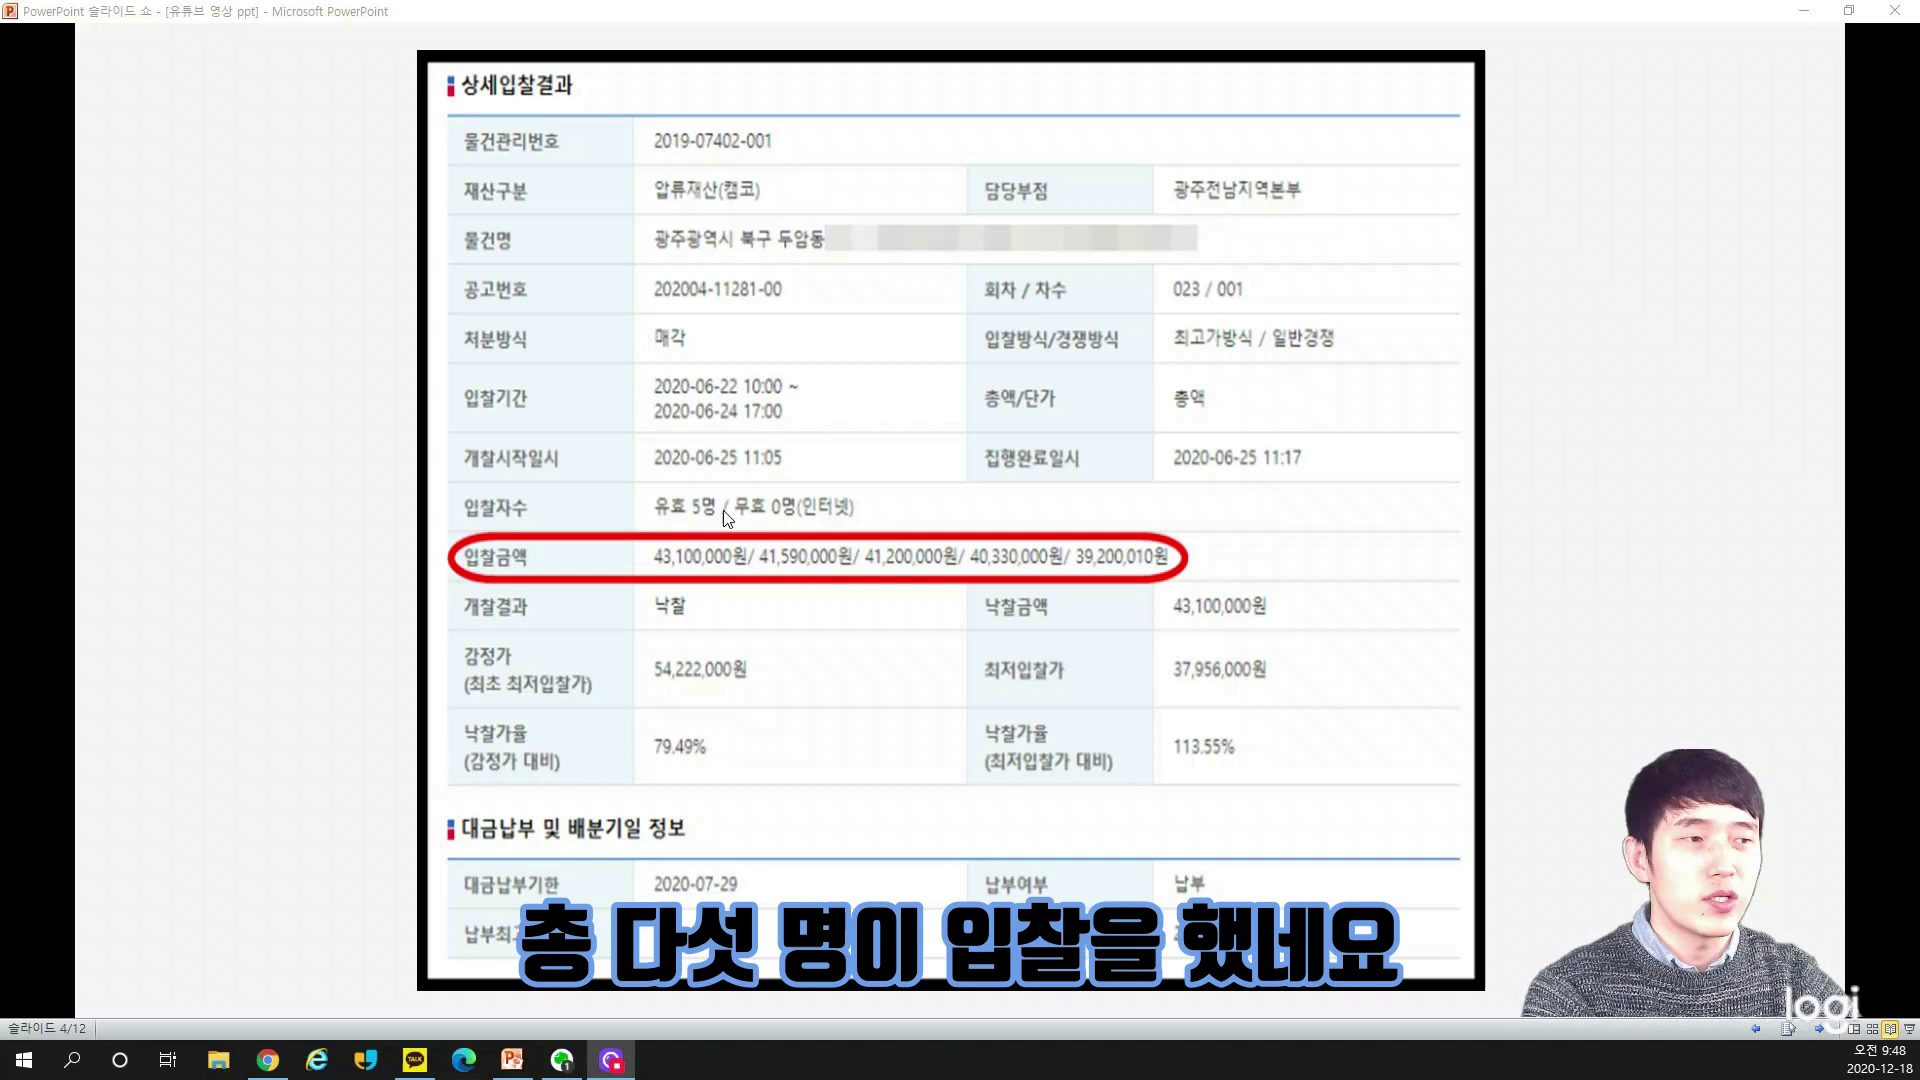 PowerPoint 슬라이드 쇼 - [유튜브 영상 ppt] - Microsoft PowerPoint
상세입찰결과
물건관리번호 2019-07402-001
재산구분 압류재산(캠코) 담당부점 광주전남지역본부
물건명 광주광역시 북구 두암동
공고번호 202004-11281-00 회차 / 차수 023 / 001
처분방식 매각 입찰방식/경쟁방식 최고가방식 / 일반경쟁
입찰기간 2020-06-22 10:00 ~
2020-06-24 17:00 총액/단가 총액
개찰시작일시 2020-06-25 11:05 집행완료일시 2020-06-25 11:17
입찰자수 유효 5명 / 무효 0명(인터넷)
입찰금액 43,100,000원/ 41,590,000원/ 41,200,000원/ 40,330,000원/ 39,200,010원
개찰결과 낙찰 낙찰금액 43,100,000원
감정가
(최초 최저입찰가) 54,222,000원 최저입찰가 37,956,000원
낙찰가율
(감정가 대비) 79.49% 낙찰가율
(최저입찰가 대비) 113.55%
대금납부 및 배분기일 정보
대금납부기한 2020-07-29 납부여부 납부
납부최
총 다섯 명이 입찰을 했네요
logi
슬라이드 4/12
TALK
오전 9:48
2020-12-18